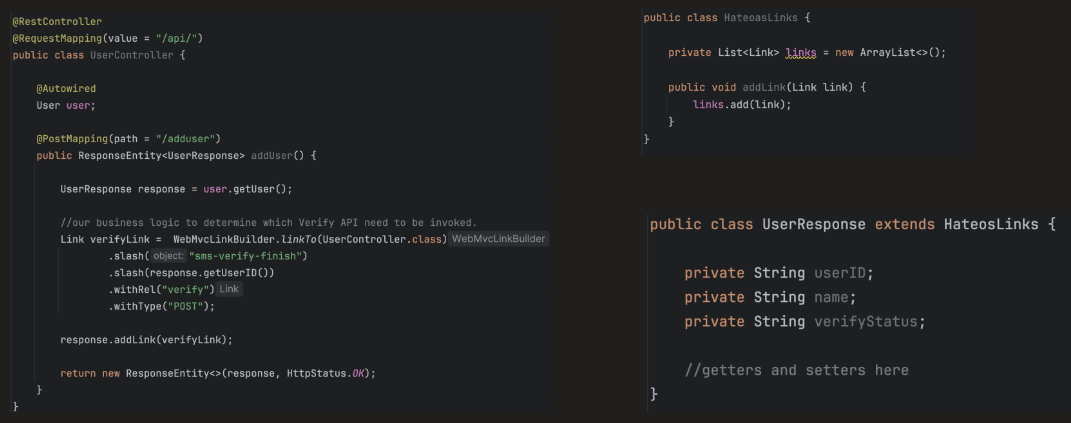 @RestController
@RequestMapping(value = "/api/")
public class UserController {
@Autowired
User user;
@PostMapping(path = "/adduser")
public ResponseEntity<UserResponse> addUser() {
UserResponse response = user.getUser();
//our business logic to determine which Verify API need to be invoked.
Link verifyLink =  WebMvcLinkBuilder.linkTo(UserController.class) WebMvcLinkBuilder
.slash( object: "sms-verify-finish")
.slash(response.getUserID())
.withRel("verify") Link
.withType("POST");
response.addLink(verifyLink);
return new ResponseEntity<>(response, HttpStatus.OK);
}
}
public class HateoasLinks {
private List<Link> links = new ArrayList<>();
public void addLink(Link link) {
links.add(link);
}
}
public class UserResponse extends HateosLinks {
private String userID;
private String name;
private String verifyStatus;
//getters and setters here
}